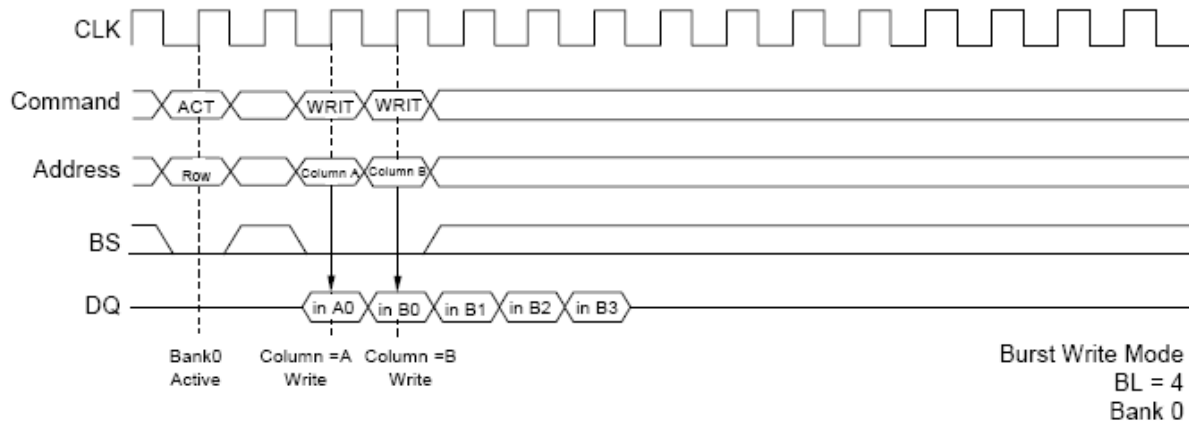 CLK
Command ACT WRIT WRIT
Address Row Column A Column B
BS
DQ in A0 in B0 in B1 in B2 in B3
Bank0 Column =A Column =B
Active Write Write
Burst Write Mode
BL = 4
Bank 0